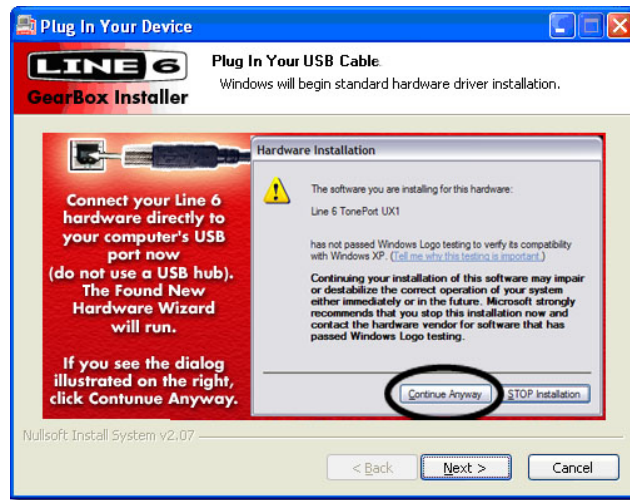 Plug In Your Device
LINE 6
GearBox Installer
Plug In Your USB Cable.
Windows will begin standard hardware driver installation.
Connect your Line 6
hardware directly to
your computer's USB
port now
(do not use a USB hub).
The Found New
Hardware Wizard
will run.
If you see the dialog
illustrated on the right,
click Contunue Anyway.
Hardware Installation
The software you are installing for this hardware:
Line 6 TonePort UX1
has not passed Windows Logo testing to verify its compatibility
with Windows XP. (Tell me why this testing is important.)
Continuing your installation of this software may impair
or destabilize the correct operation of your system
either immediately or in the future. Microsoft strongly
recommends that you stop this installation now and
contact the hardware vendor for software that has
passed Windows Logo testing.
Continue Anyway STOP Installation
Nullsoft Install System v2.07
< Back Next > Cancel